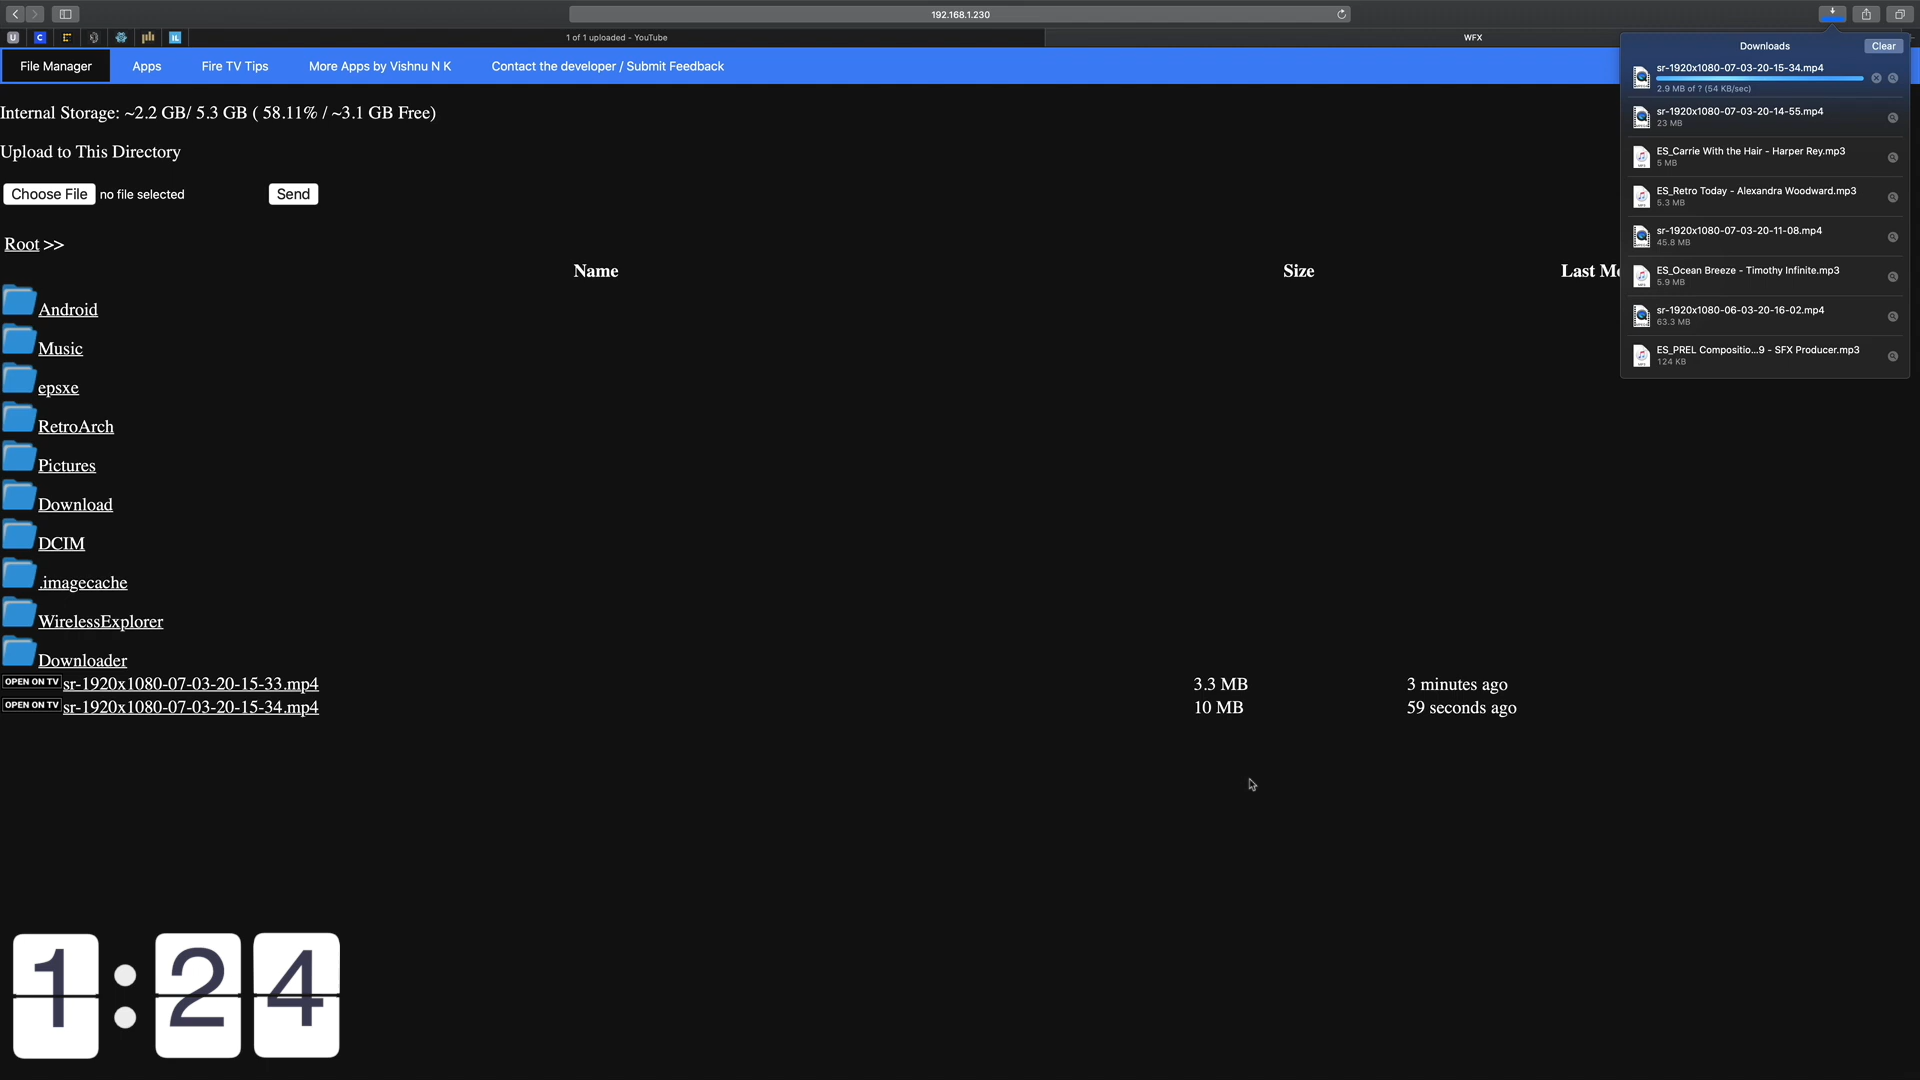 192.168.1.230
1 of 1 uploaded - YouTube
WFX
File Manager
Apps
Fire TV Tips
More Apps by Vishnu N K
Contact the developer / Submit Feedback
Internal Storage: ~2.2 GB/ 5.3 GB ( 58.11% / ~3.1 GB Free)
Upload to This Directory
Choose File no file selected
Send
Root >>
Name
Size
Last Mo
Android
Music
epsxe
RetroArch
Pictures
Download
DCIM
.imagecache
WirelessExplorer
Downloader
OPEN ON TV sr-1920x1080-07-03-20-15-33.mp4 3.3 MB 3 minutes ago
OPEN ON TV sr-1920x1080-07-03-20-15-34.mp4 10 MB 59 seconds ago
Downloads
Clear
sr-1920x1080-07-03-20-15-34.mp4
2.9 MB of ? (54 KB/sec)
sr-1920x1080-07-03-20-14-55.mp4
23 MB
ES_Carrie With the Hair - Harper Rey.mp3
5 MB
ES_Retro Today - Alexandra Woodward.mp3
5.3 MB
sr-1920x1080-07-03-20-11-08.mp4
45.8 MB
ES_Ocean Breeze - Timothy Infinite.mp3
5.9 MB
sr-1920x1080-06-03-20-16-02.mp4
63.3 MB
ES_PREL Compositio...9 - SFX Producer.mp3
124 KB
1:24